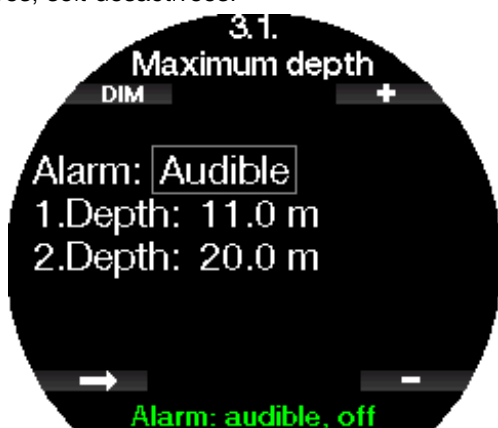 3.1.
Maximum depth
DIM +
Alarm: Audible
1.Depth: 11.0 m
2.Depth: 20.0 m
→ -
Alarm: audible, off